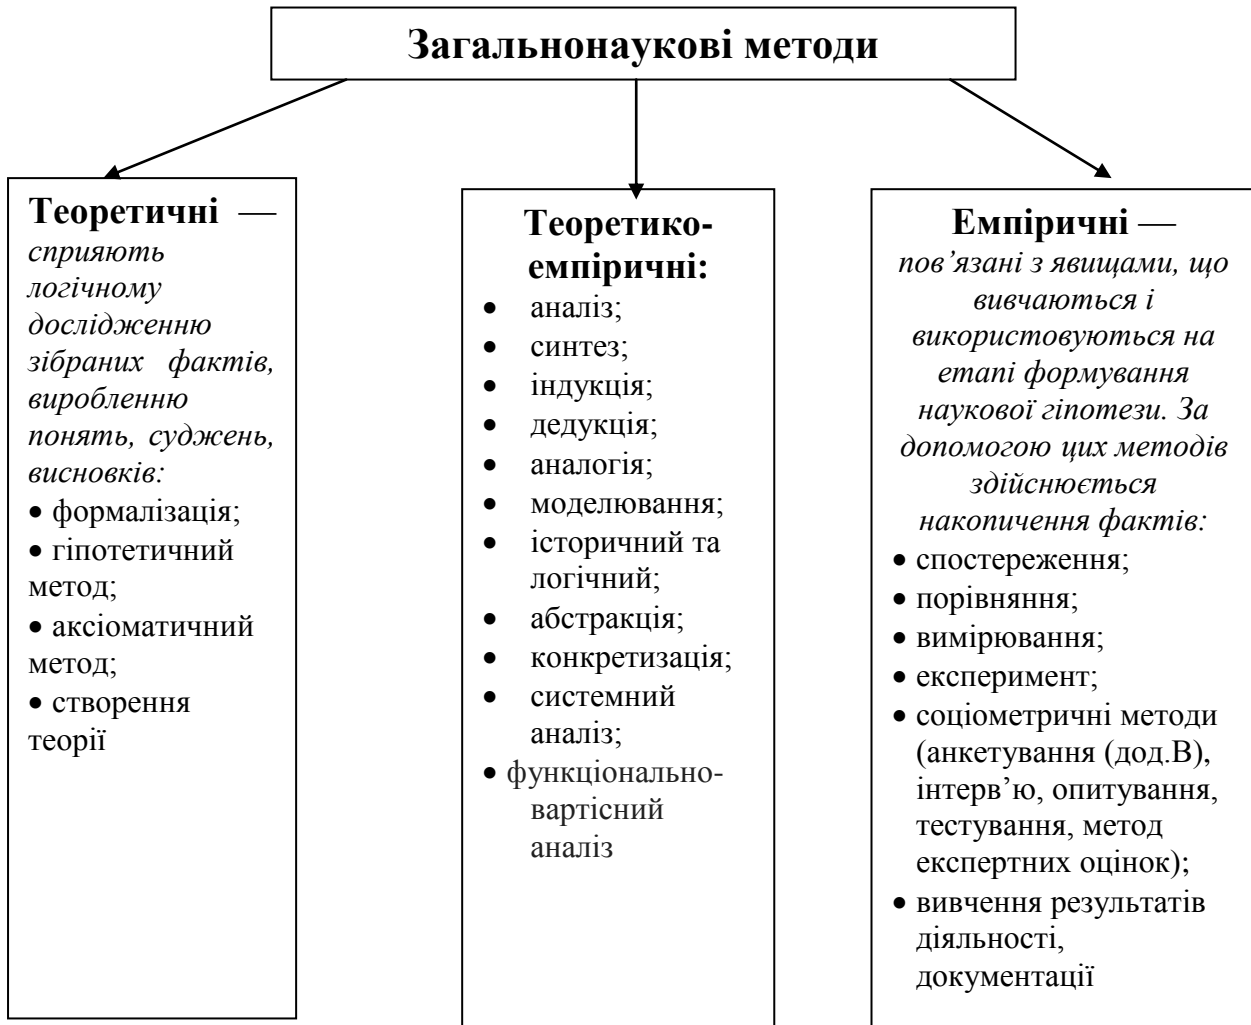 Загальнонаукові методи
Теоретичні —
сприяють
логічному
дослідженню
зібраних фактів,
виробленню
понять, суджень,
висновків:
• формалізація;
• гіпотетичний
метод;
• аксіоматичний
метод;
• створення
теорії
Теоретико-
емпіричні:
• аналіз;
• синтез;
• індукція;
• дедукція;
• аналогія;
• моделювання;
• історичний та
логічний;
• абстракція;
• конкретизація;
• системний
аналіз;
• функціонально-
вартісний
аналіз
Емпіричні —
пов’язані з явищами, що
вивчаються і
використовуються на
етапі формування
наукової гіпотези. За
допомогою цих методів
здійснюється
накопичення фактів:
• спостереження;
• порівняння;
• вимірювання;
• експеримент;
• соціометричні методи
(анкетування (дод.В),
інтерв’ю, опитування,
тестування, метод
експертних оцінок);
• вивчення результатів
діяльності,
документації